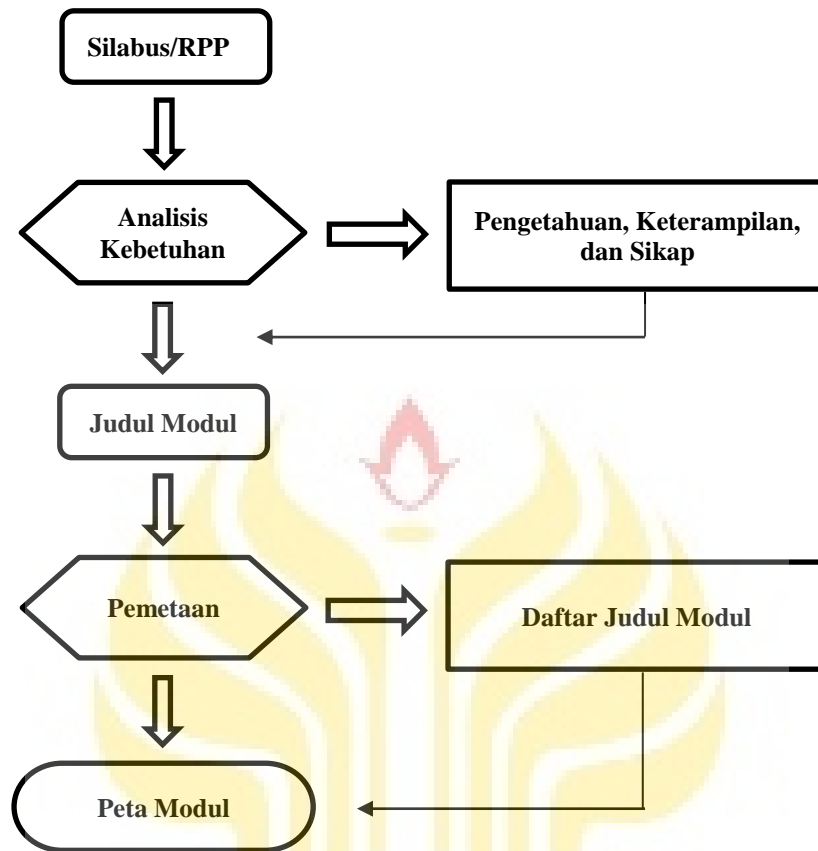 Silabus/RPP
Analisis
Kebetuhan
Pengetahuan, Keterampilan,
dan Sikap
Judul Modul
Pemetaan
Daftar Judul Modul
Peta Modul